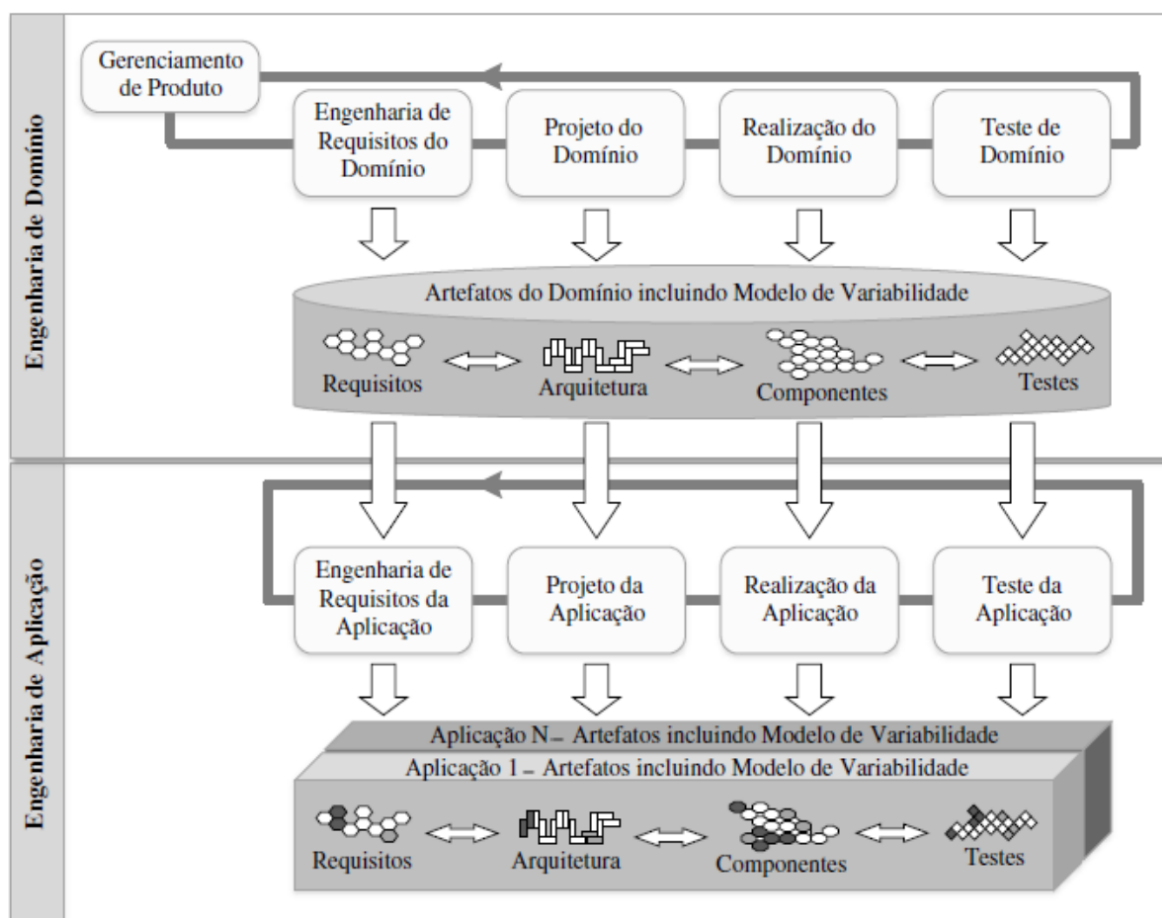 Engenharia de Domínio
Gerenciamento
de Produto
Engenharia de
Requisitos do
Domínio
Projeto do
Domínio
Realização do
Domínio
Teste de
Domínio
Artefatos do Domínio incluindo Modelo de Variabilidade
Requisitos
Arquitetura
Componentes
Testes
Engenharia de Aplicação
Engenharia de
Requisitos da
Aplicação
Projeto da
Aplicação
Realização da
Aplicação
Teste da
Aplicação
Aplicação N – Artefatos incluindo Modelo de Variabilidade
Aplicação 1 – Artefatos incluindo Modelo de Variabilidade
Requisitos
Arquitetura
Componentes
Testes